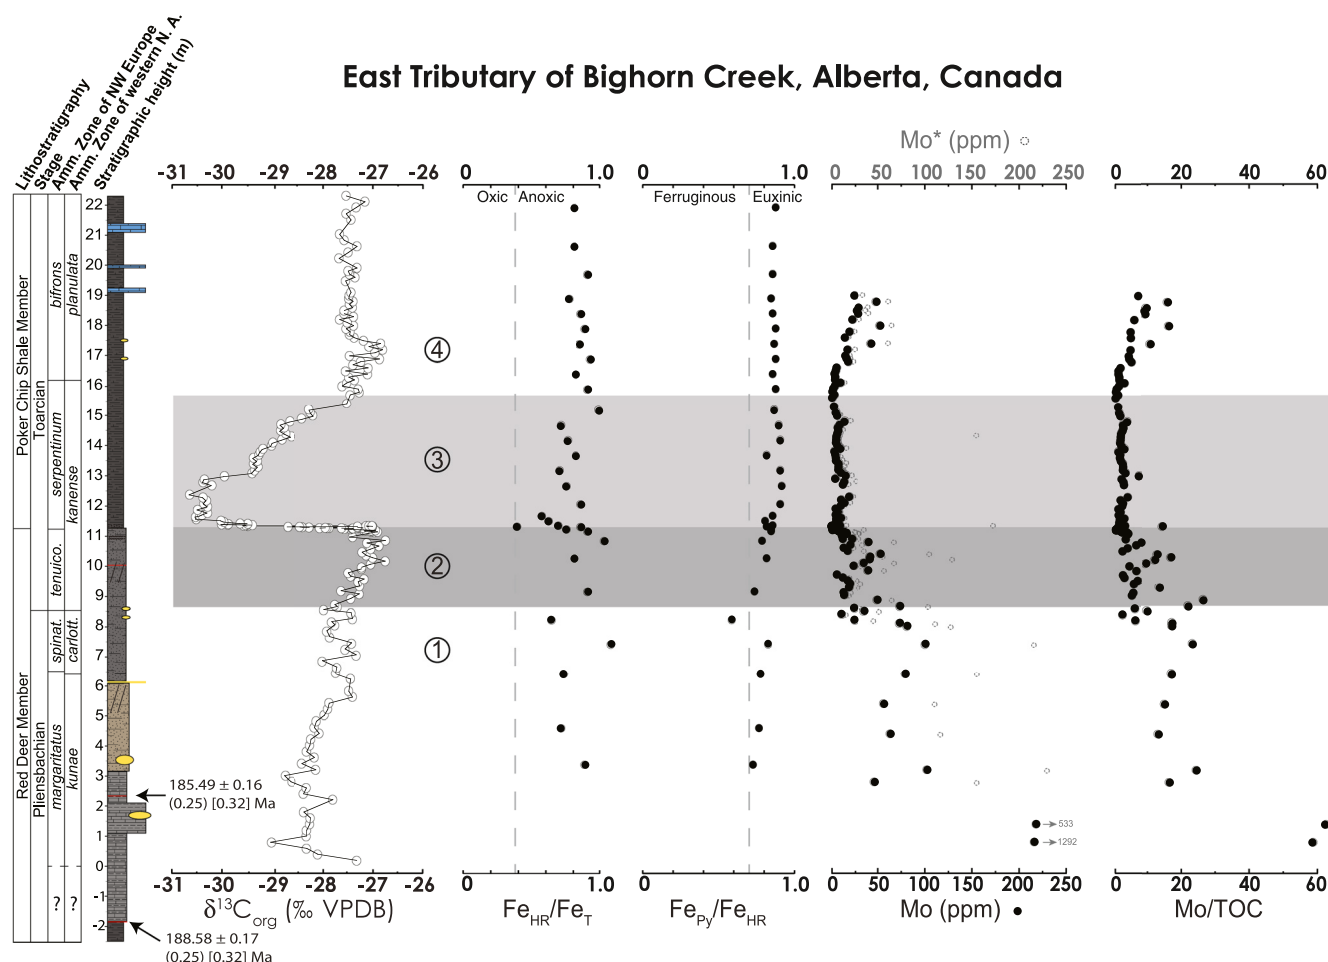 East Tributary of Bighorn Creek, Alberta, Canada
Lithostratigraphy
Stage
Amm. Zone of NW Europe
Amm. Zone of western N. A.
Stratigraphic height (m)
Mo* (ppm)
-31 -30 -29 -28 -27 -26
0 1.0
0 1.0
0 50 100 150 200 250
0 20 40 60
Oxic Anoxic
Ferruginous Euxinic
22
21
20
19
18
17
16
15
14
13
12
11
10
9
8
7
6
5
4
3
2
1
0
-1
-2
Poker Chip Shale Member
Red Deer Member
Toarcian
Pliensbachian
bifrons
serpentinum
tenuico.
spinat.
margaritatus
?
planulata
kanense
carlott.
kunae
?
4
3
2
1
185.49 ± 0.16
(0.25) [0.32] Ma
533
1292
188.58 ± 0.17
(0.25) [0.32] Ma
-31 -30 -29 -28 -27 -26
0 1.0
0 1.0
0 50 100 150 200 250
0 20 40 60
δ13Corg (‰ VPDB)
FeHR/FeT
FePy/FeHR
Mo (ppm)
Mo/TOC